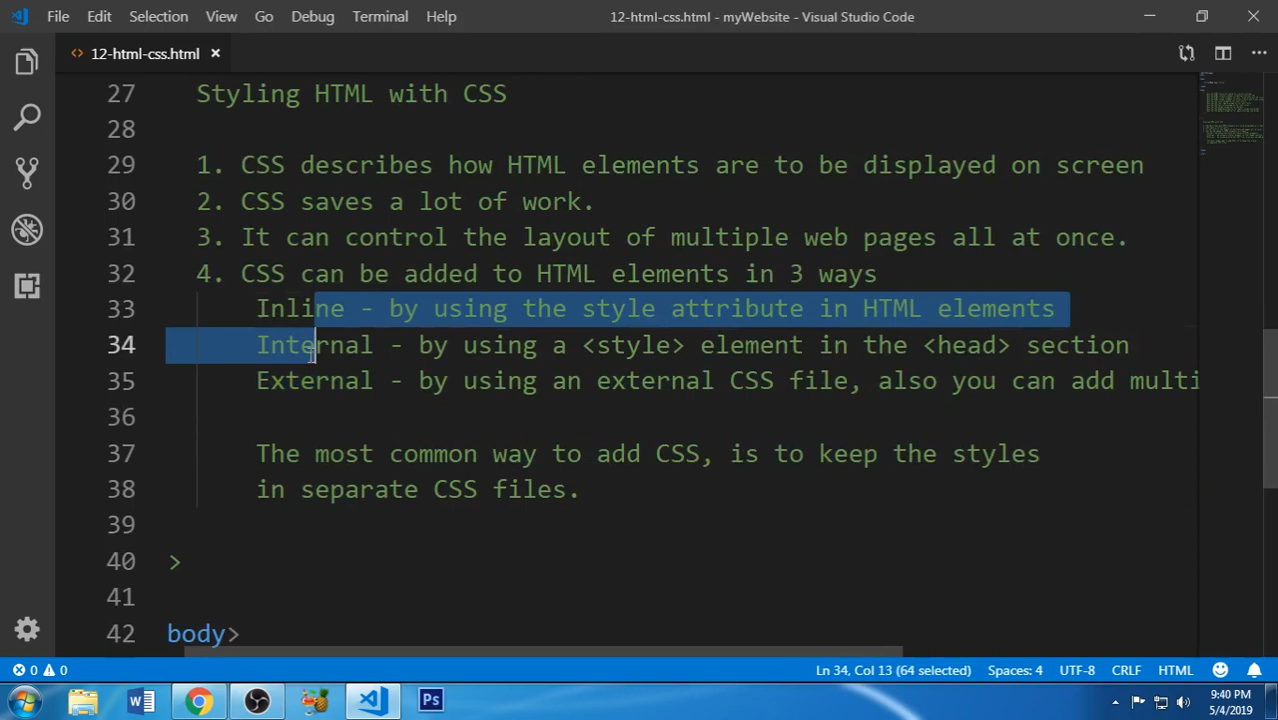 File Edit Selection View Go Debug Terminal Help 12-html-css.html - myWebsite - Visual Studio Code
12-html-css.html
27 Styling HTML with CSS
28
29 1. CSS describes how HTML elements are to be displayed on screen
30 2. CSS saves a lot of work.
31 3. It can control the layout of multiple web pages all at once.
32 4. CSS can be added to HTML elements in 3 ways
33 Inline - by using the style attribute in HTML elements
34 Internal - by using a <style> element in the <head> section
35 External - by using an external CSS file, also you can add multi
36
37 The most common way to add CSS, is to keep the styles
38 in separate CSS files.
39
40 >
41
42 body>
0 0 Ln 34, Col 13 (64 selected) Spaces: 4 UTF-8 CRLF HTML
W Ps 9:40 PM
5/4/2019